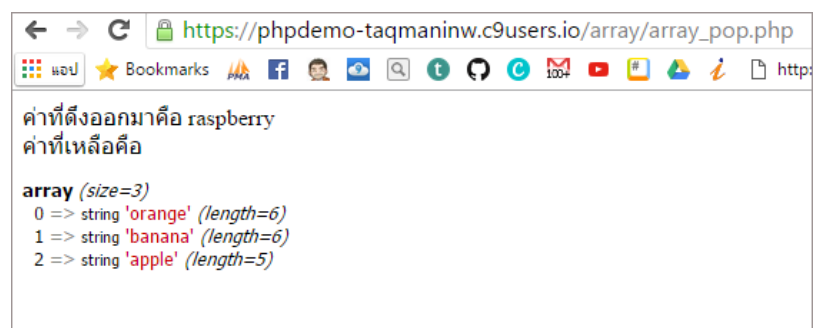 https://phpdemo-taqmaninw.c9users.io/array/array_pop.php
แอป Bookmarks PMA t C 100+ # i http:
ค่าที่ดึงออกมาคือ raspberry
ค่าที่เหลือคือ
array (size=3)
0 => string 'orange' (length=6)
1 => string 'banana' (length=6)
2 => string 'apple' (length=5)